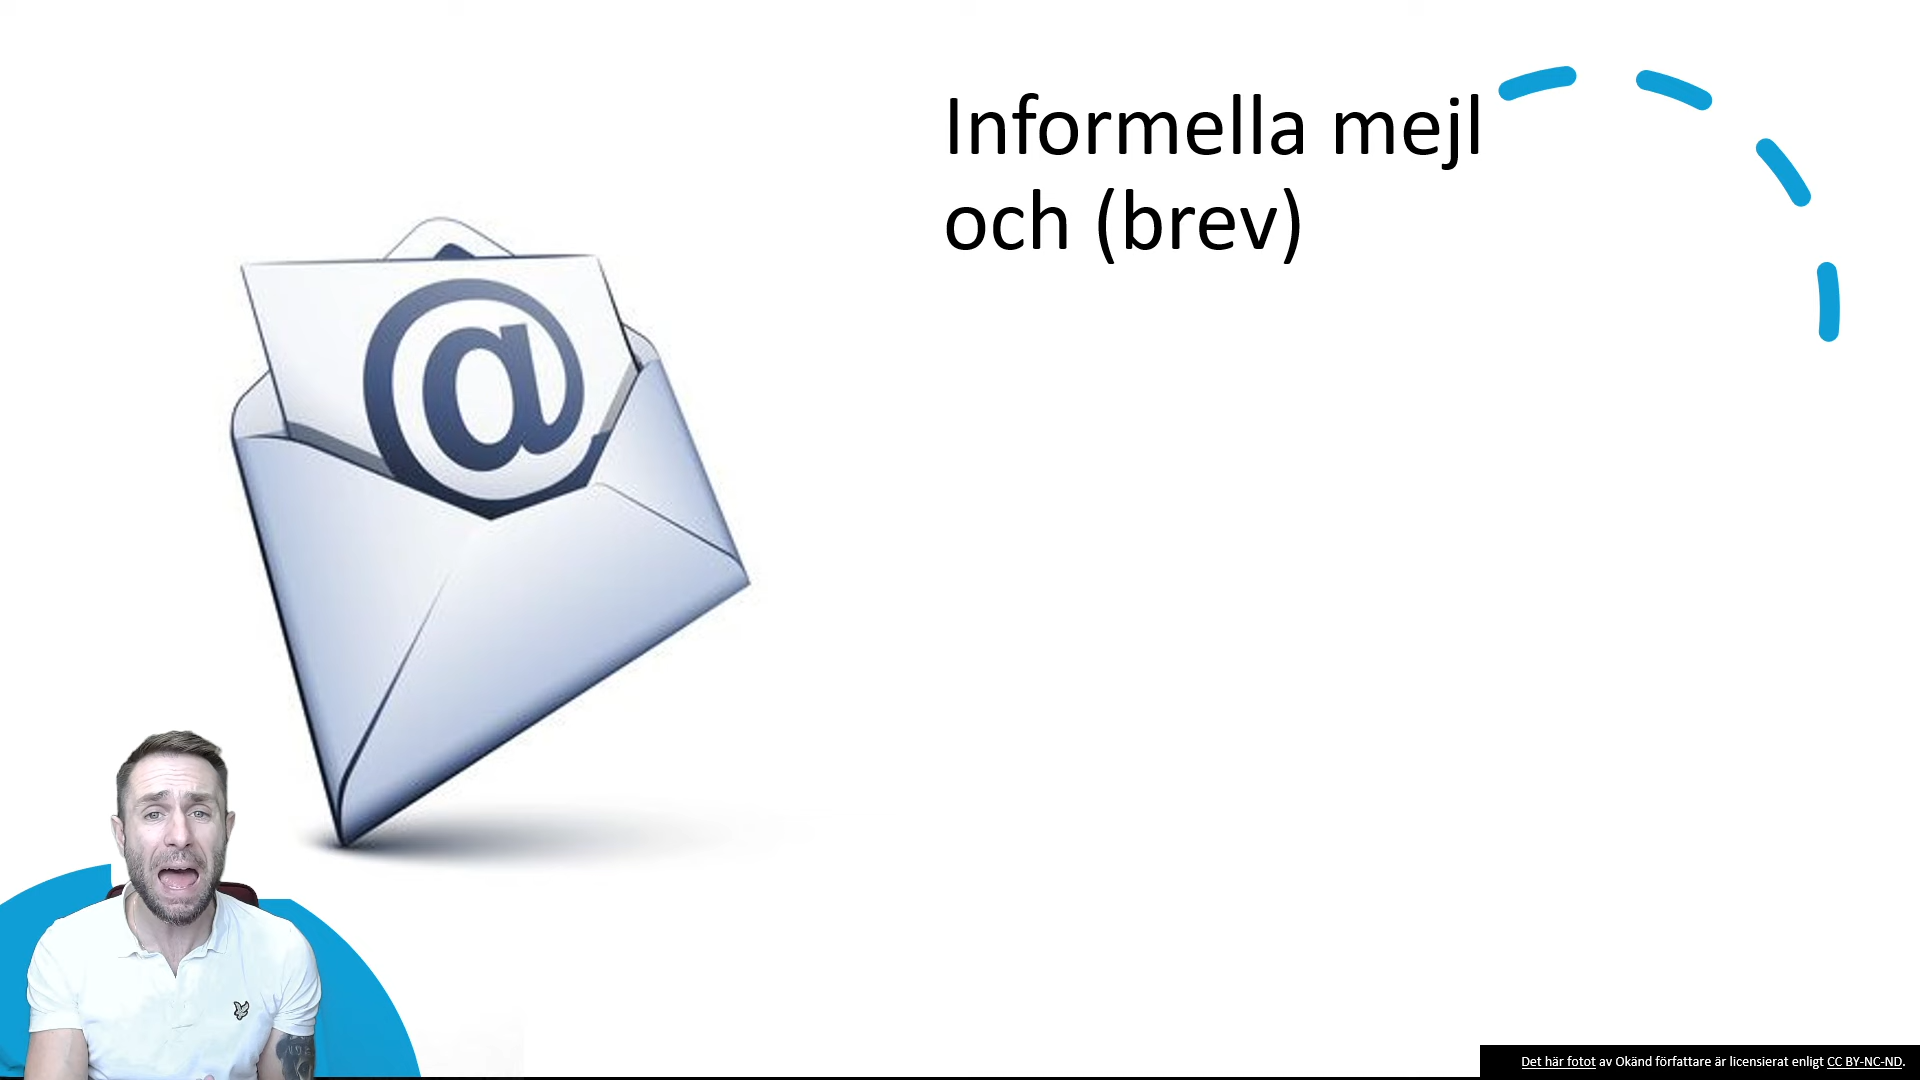 Informella mejl
och (brev)
@
Det här fotot av Okänd författare är licensierat enligt CC BY-NC-ND.